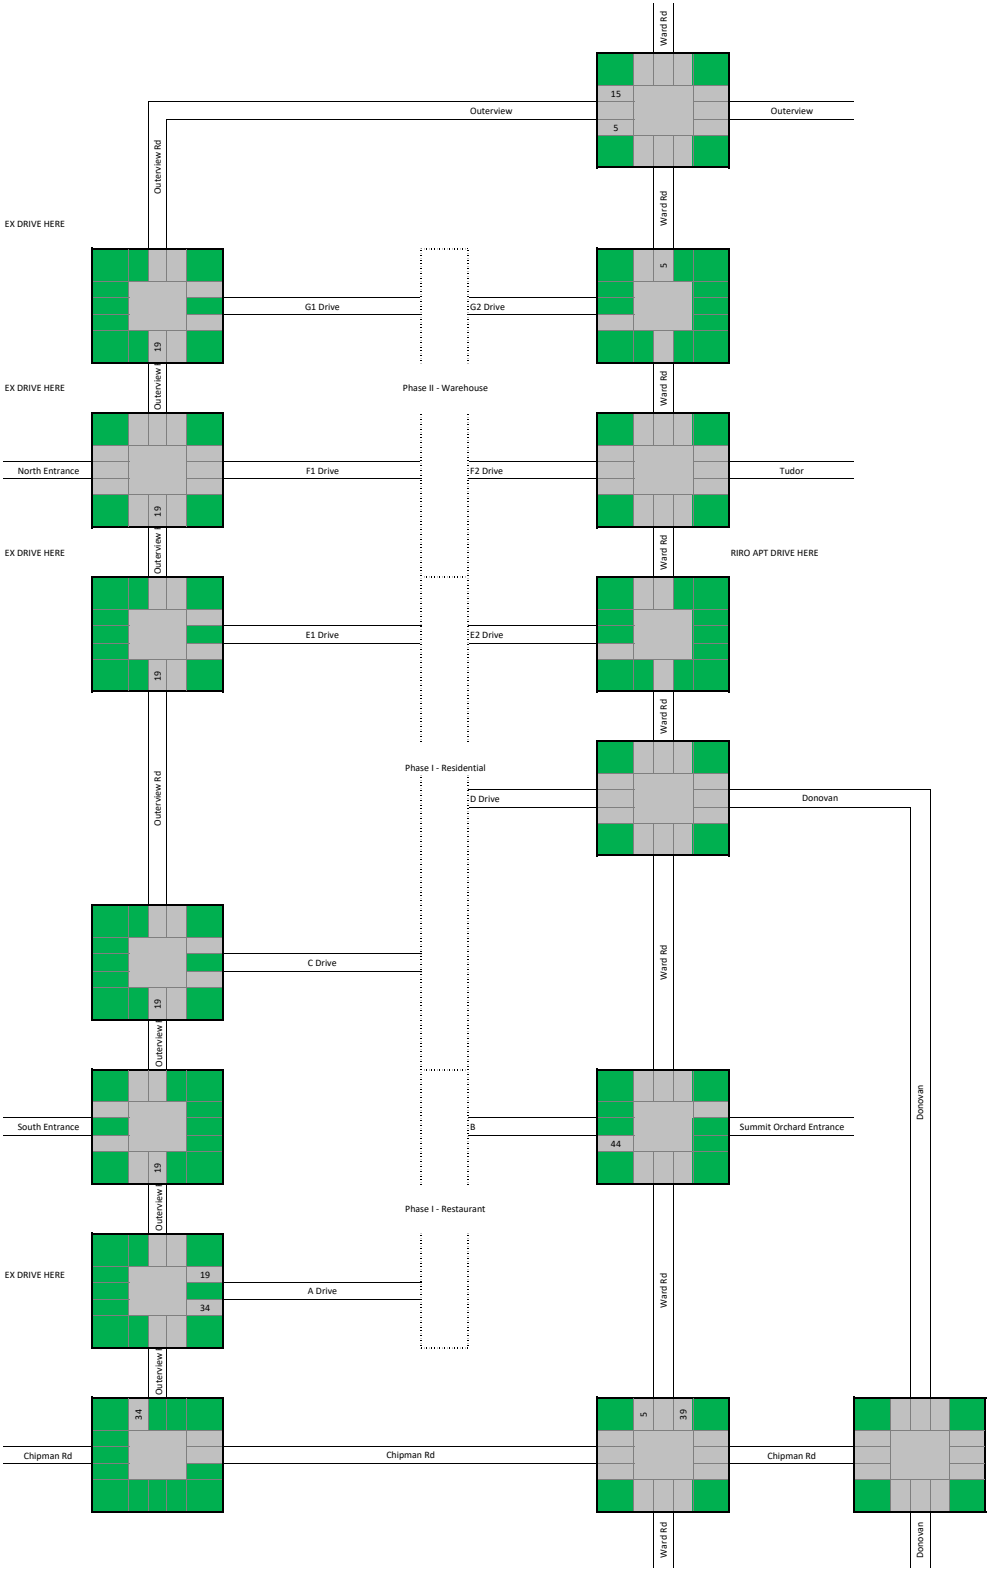 Ward Rd
15
Outerview
Outerview
5
Outerview Rd
Ward Rd
EX DRIVE HERE
5
G1 Drive
G2 Drive
19
Outerview
Ward Rd
EX DRIVE HERE
Phase II - Warehouse
North Entrance
F1 Drive
F2 Drive
Tudor
19
Outerview
Ward Rd
EX DRIVE HERE
RIRO APT DRIVE HERE
E1 Drive
E2 Drive
19
Ward Rd
Phase I - Residential
Outerview Rd
D Drive
Donovan
Ward Rd
C Drive
19
Outerview
Donovan
South Entrance
B
Summit Orchard Entrance
44
19
Outerview
Phase I - Restaurant
EX DRIVE HERE
19
A Drive
34
Ward Rd
Outerview
34
5
39
Chipman Rd
Chipman Rd
Chipman Rd
Ward Rd
Donovan